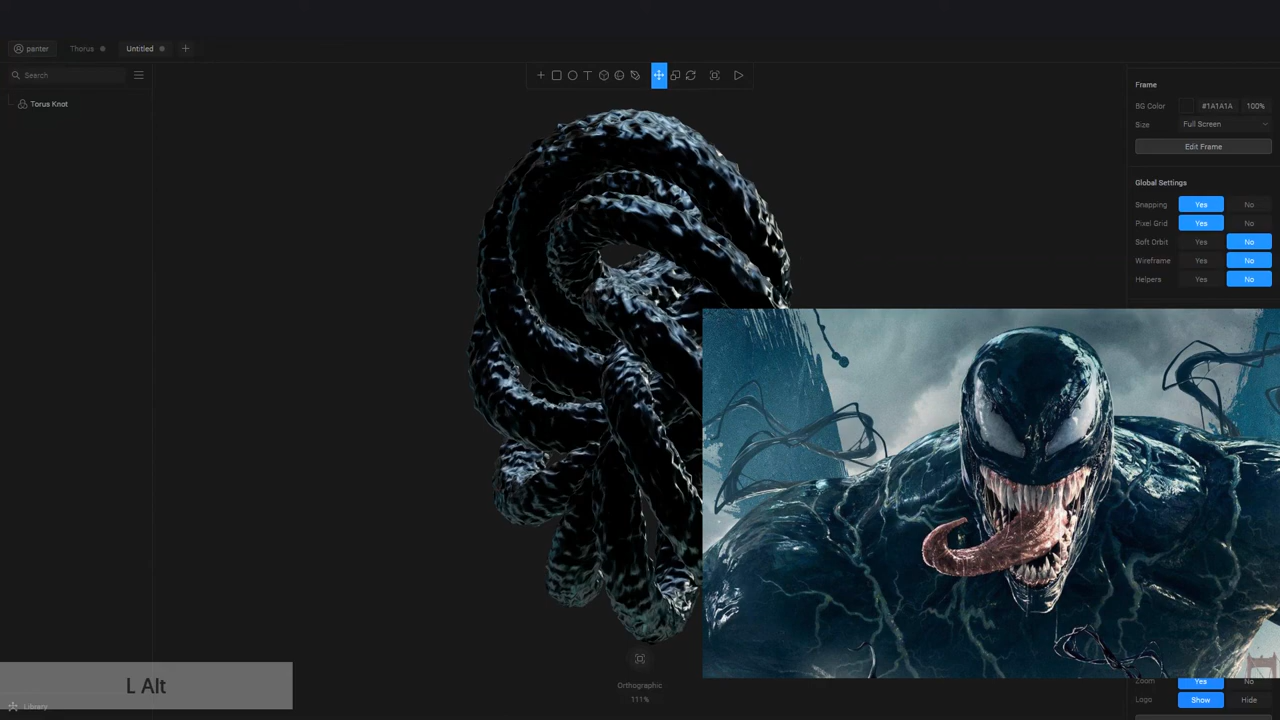 panter
Thorus
Untitled
Search
Torus Knot
T
Frame
BG Color #1A1A1A 100%
Size Full Screen
Edit Frame
Global Settings
Snapping Yes No
Pixel Grid Yes No
Soft Orbit Yes No
Wireframe Yes No
Helpers Yes No
Orthographic
111%
L Alt
Library
Zoom Yes No
Logo Show Hide